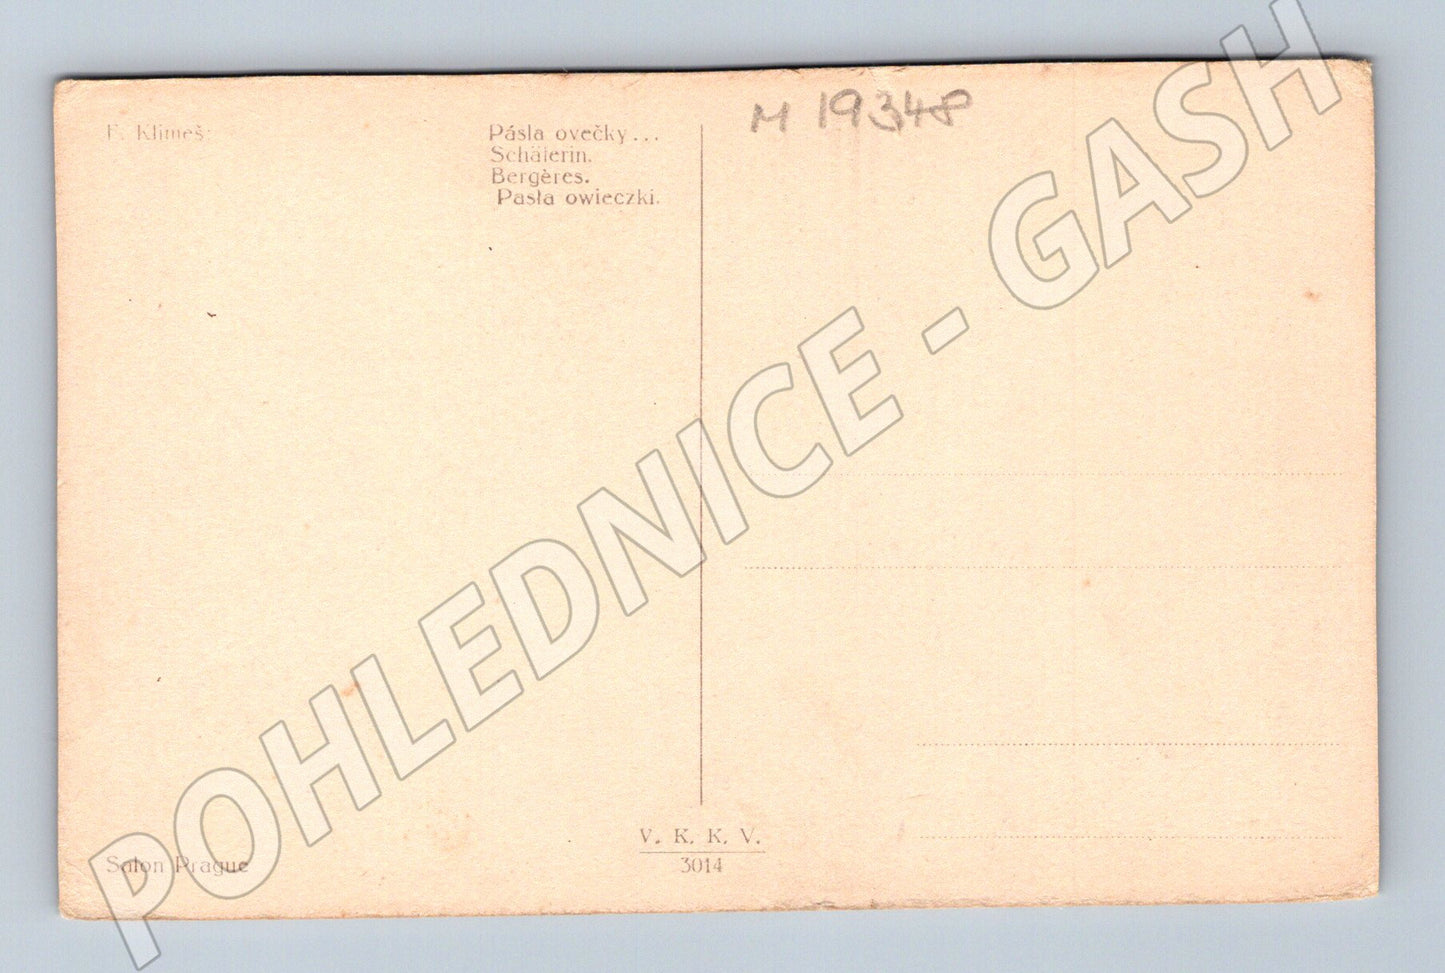 F. Klimeš:
Pásla ovečky...
Schäferin.
Bergères.
Pasła owieczki.
M 19348
V. K. K. V.
3014
Salon Prague
POHLEDNICE - GASH